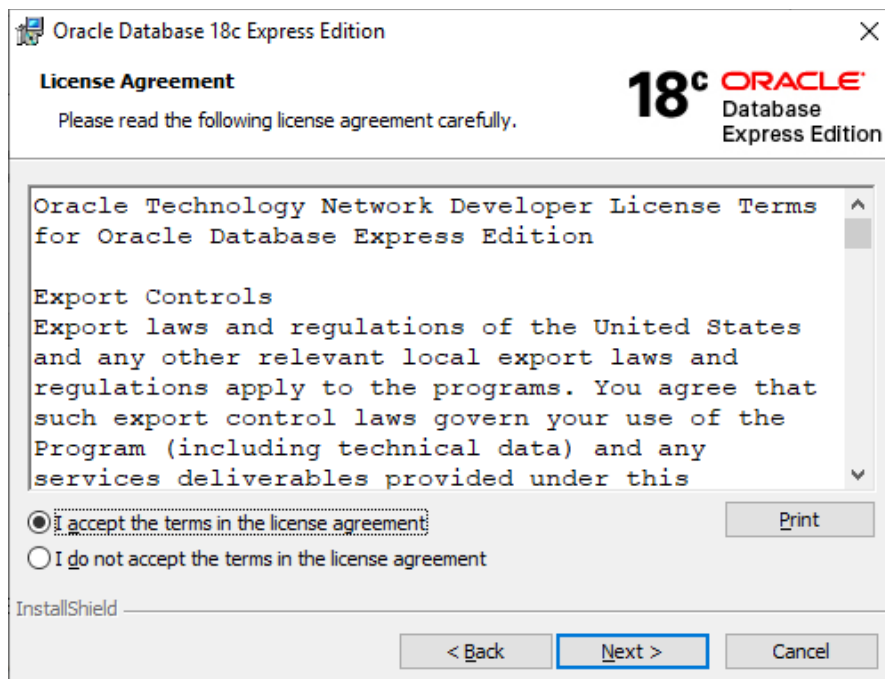 Oracle Database 18c Express Edition
License Agreement
Please read the following license agreement carefully.
18c ORACLE
Database
Express Edition
Oracle Technology Network Developer License Terms
for Oracle Database Express Edition
Export Controls
Export laws and regulations of the United States
and any other relevant local export laws and
regulations apply to the programs. You agree that
such export control laws govern your use of the
Program (including technical data) and any
services deliverables provided under this
I accept the terms in the license agreement
Print
I do not accept the terms in the license agreement
InstallShield
< Back
Next >
Cancel